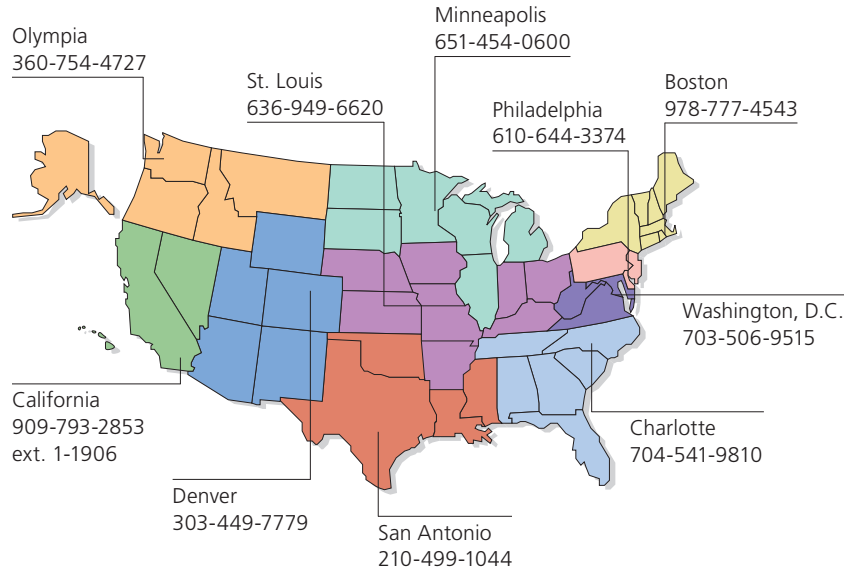 Minneapolis
651-454-0600
Olympia
360-754-4727
St. Louis
636-949-6620
Boston
978-777-4543
Philadelphia
610-644-3374
Washington, D.C.
703-506-9515
California
909-793-2853
ext. 1-1906
Charlotte
704-541-9810
Denver
303-449-7779
San Antonio
210-499-1044